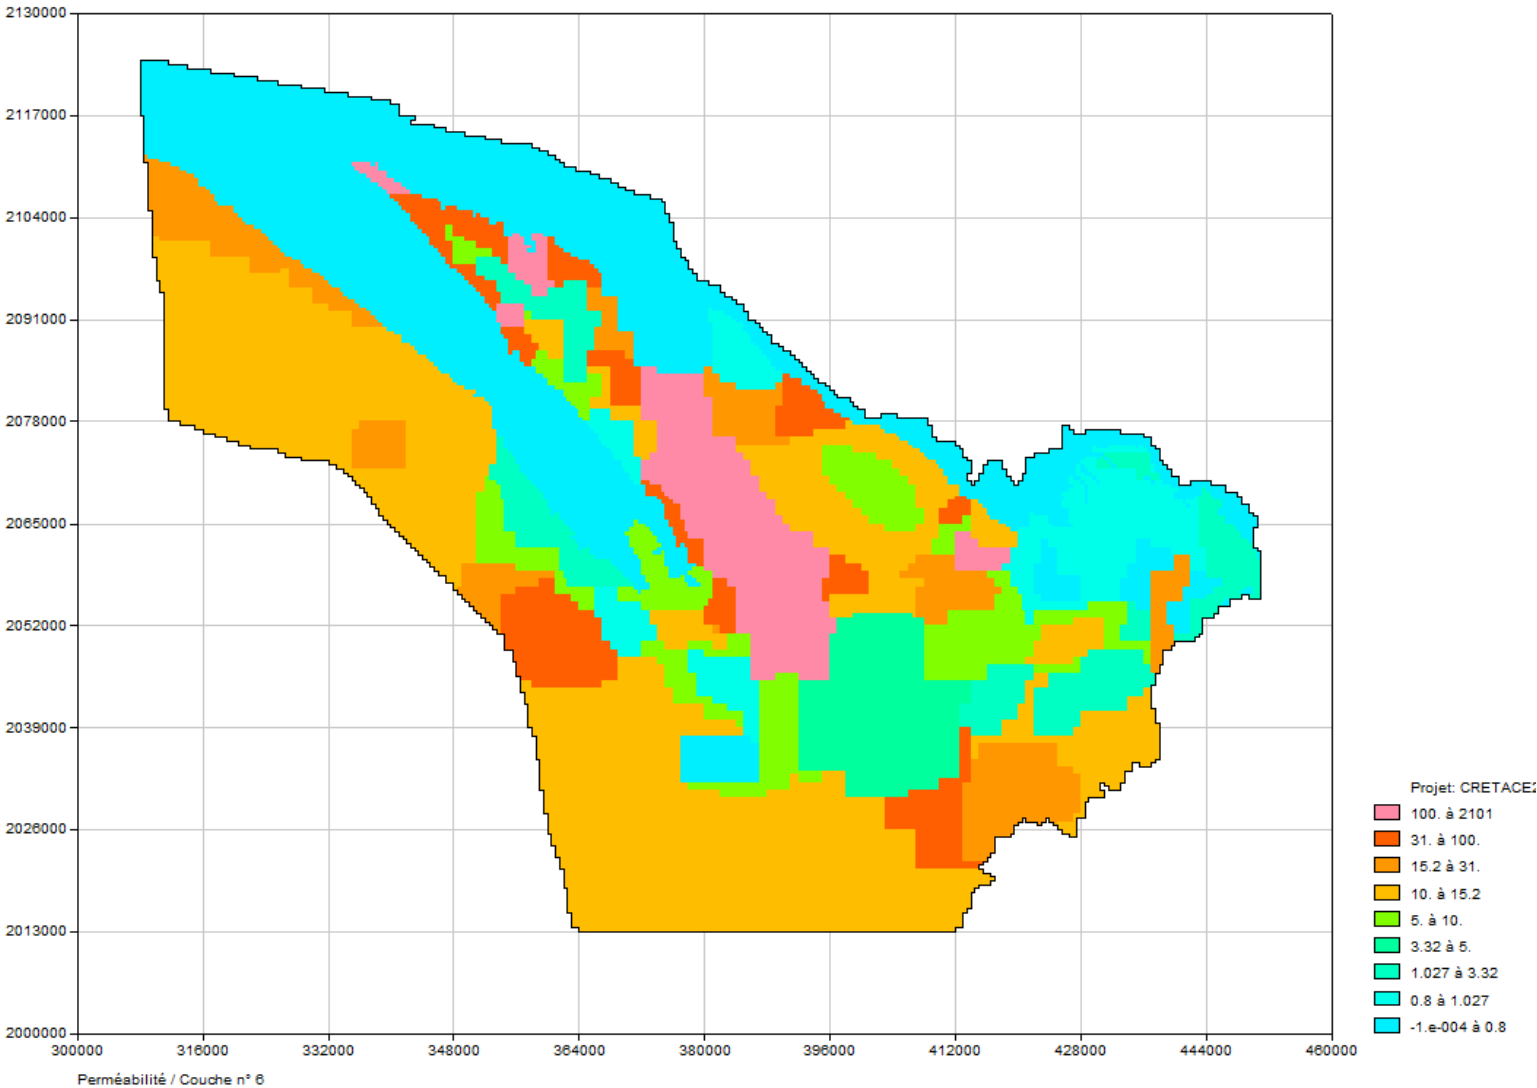 2130000
2117000
2104000
2091000
2078000
2065000
2052000
2039000
2026000
2013000
2000000
300000 316000 332000 348000 364000 380000 396000 412000 428000 444000 460000
Perméabilité / Couche n° 6
Projet: CRETACE2
100. à 2101
31. à 100.
15.2 à 31.
10. à 15.2
5. à 10.
3.32 à 5.
1.027 à 3.32
0.8 à 1.027
-1.e-004 à 0.8